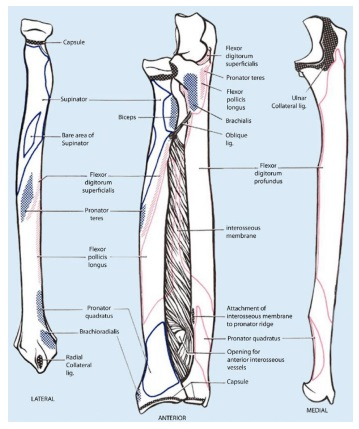 Capsule
Supinator
Bare area of
Supinator
Flexor
digitorum
superficialis
Pronator
teres
Flexor
pollicis
longus
Pronator
quadratus
Brachioradialis
Radial
Collateral
lig.
LATERAL
Biceps
Flexor
digitorum
superficialis
Pronator teres
Flexor
pollicis
longus
Brachialis
Oblique
lig.
Flexor
digitorum
profundus
interosseous
membrane
Attachment of
interosseous membrane
to pronator ridge
Pronator quadratus
Opening for
anterior interosseous
vessels
Capsule
ANTERIOR
Ulnar
Collateral lig.
MEDIAL